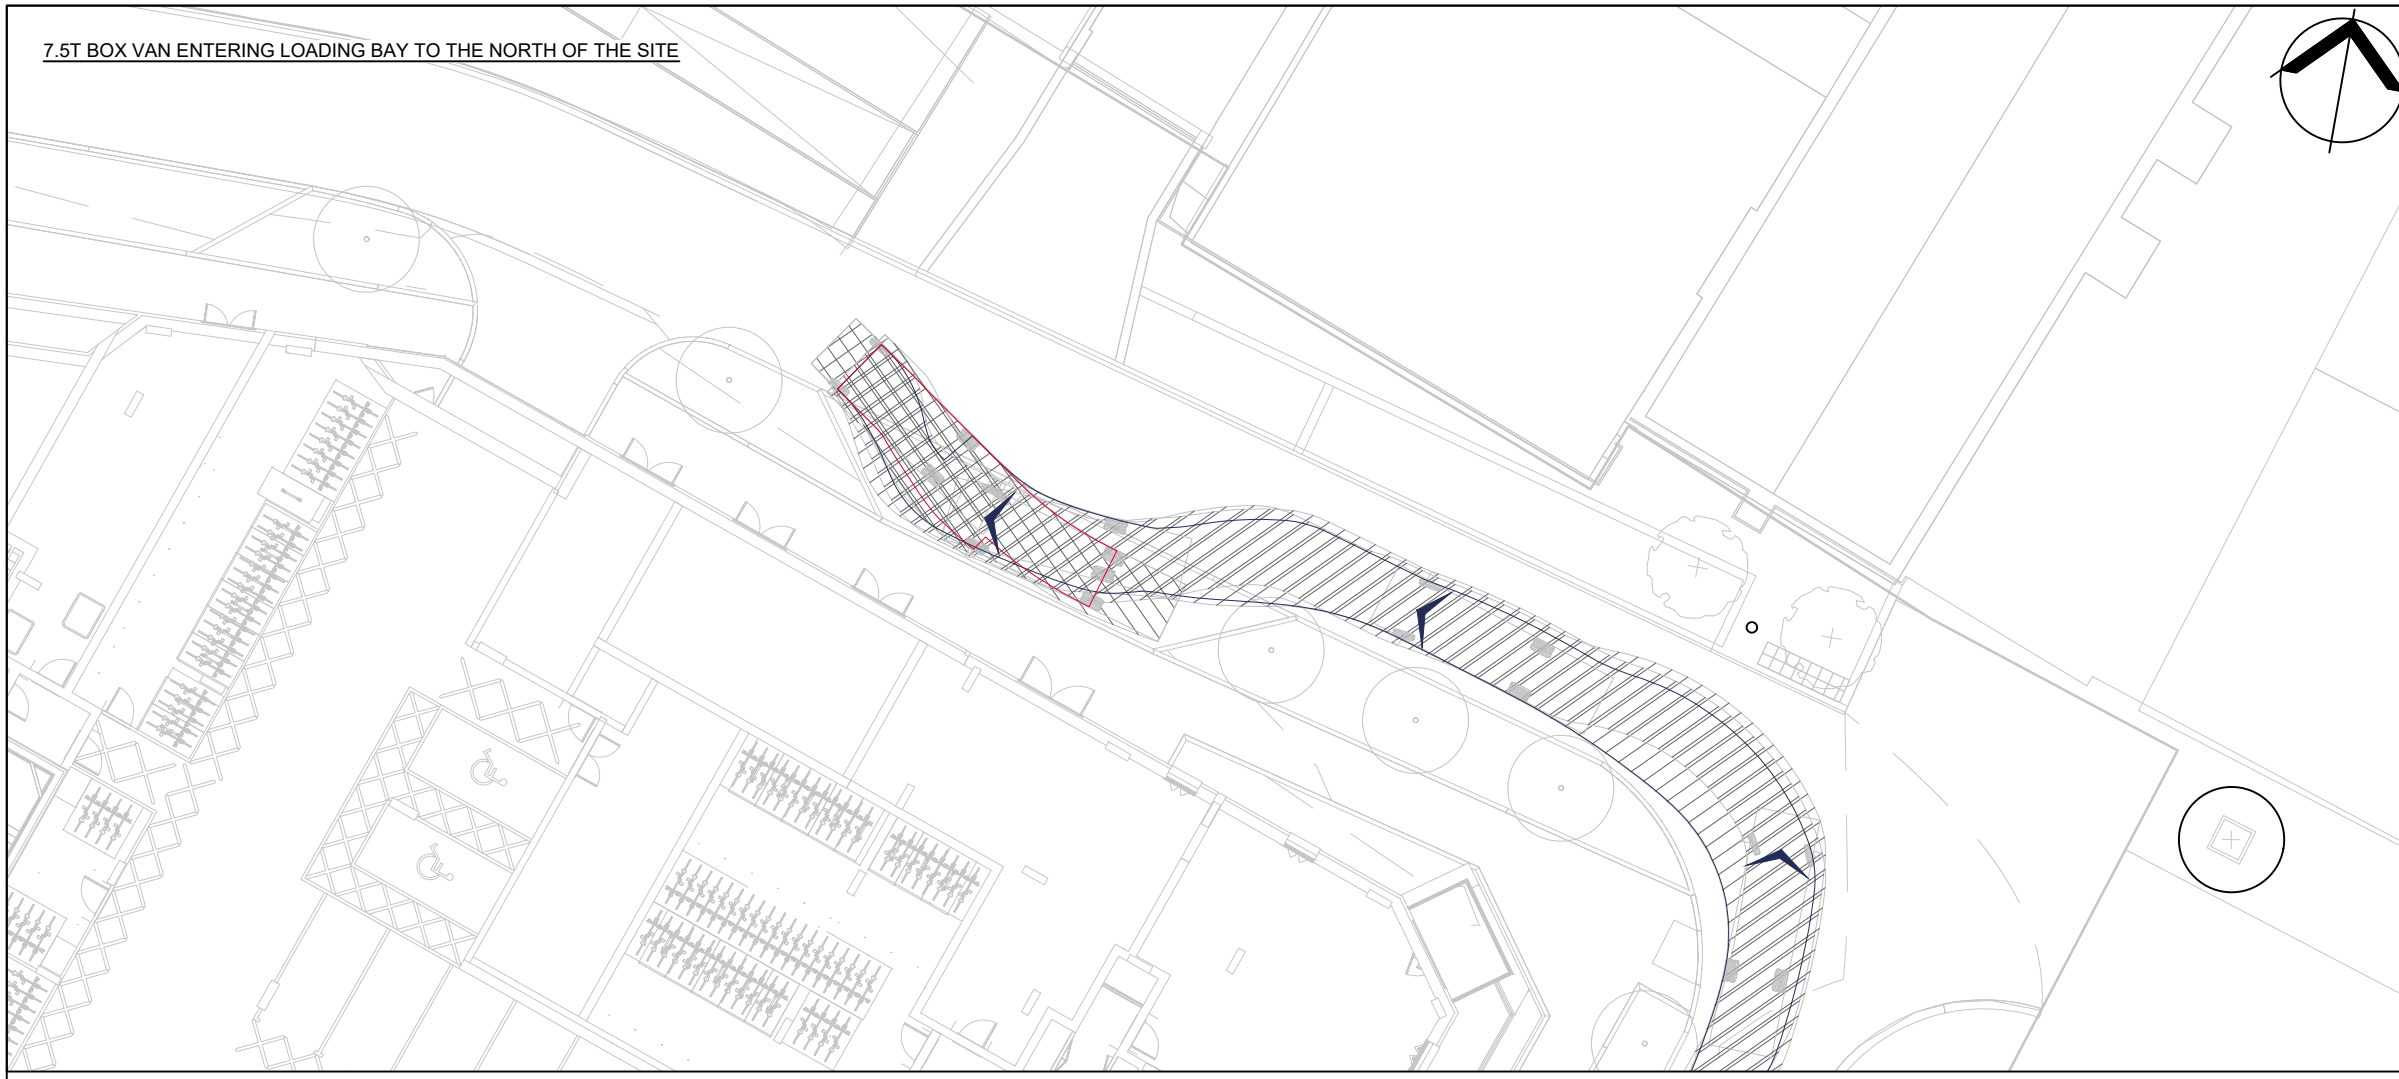 7.5T BOX VAN ENTERING LOADING BAY TO THE NORTH OF THE SITE